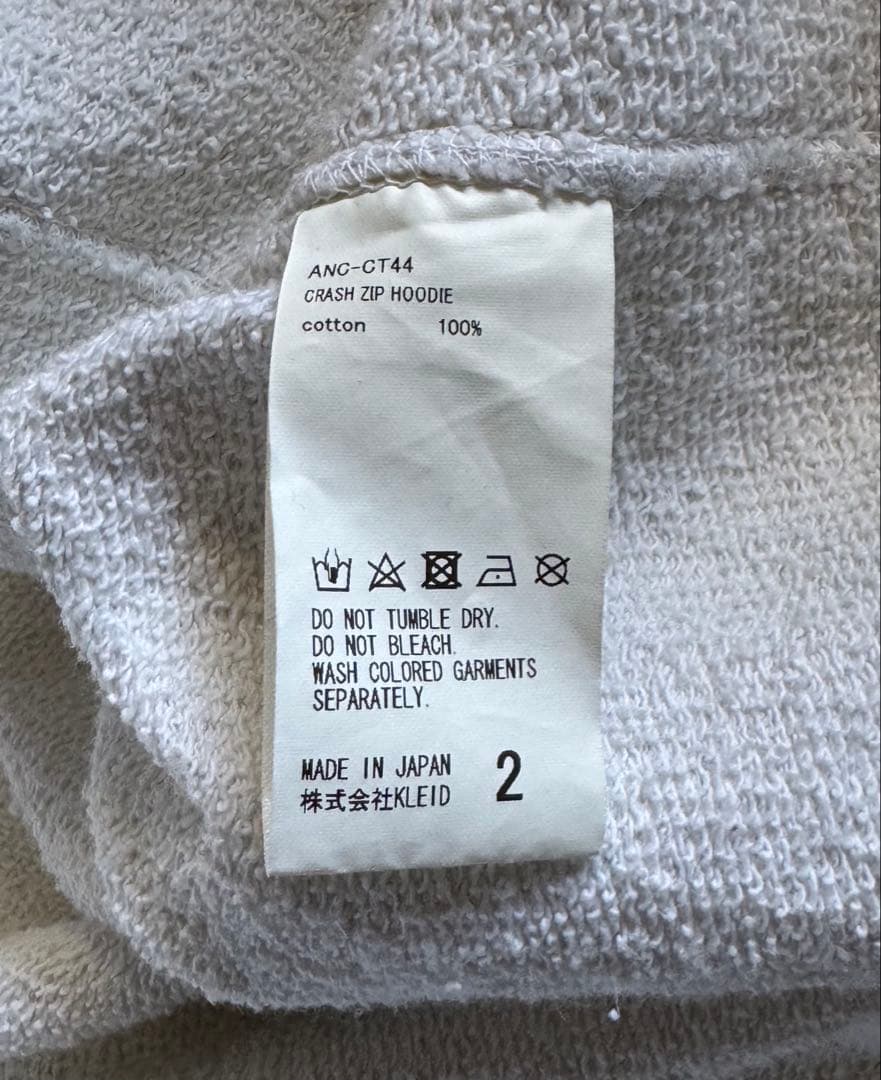 ANC-CT44
CRASH ZIP HOODIE
cotton 100%
DO NOT TUMBLE DRY.
DO NOT BLEACH.
WASH COLORED GARMENTS
SEPARATELY.
MADE IN JAPAN 2
株式会社KLEID